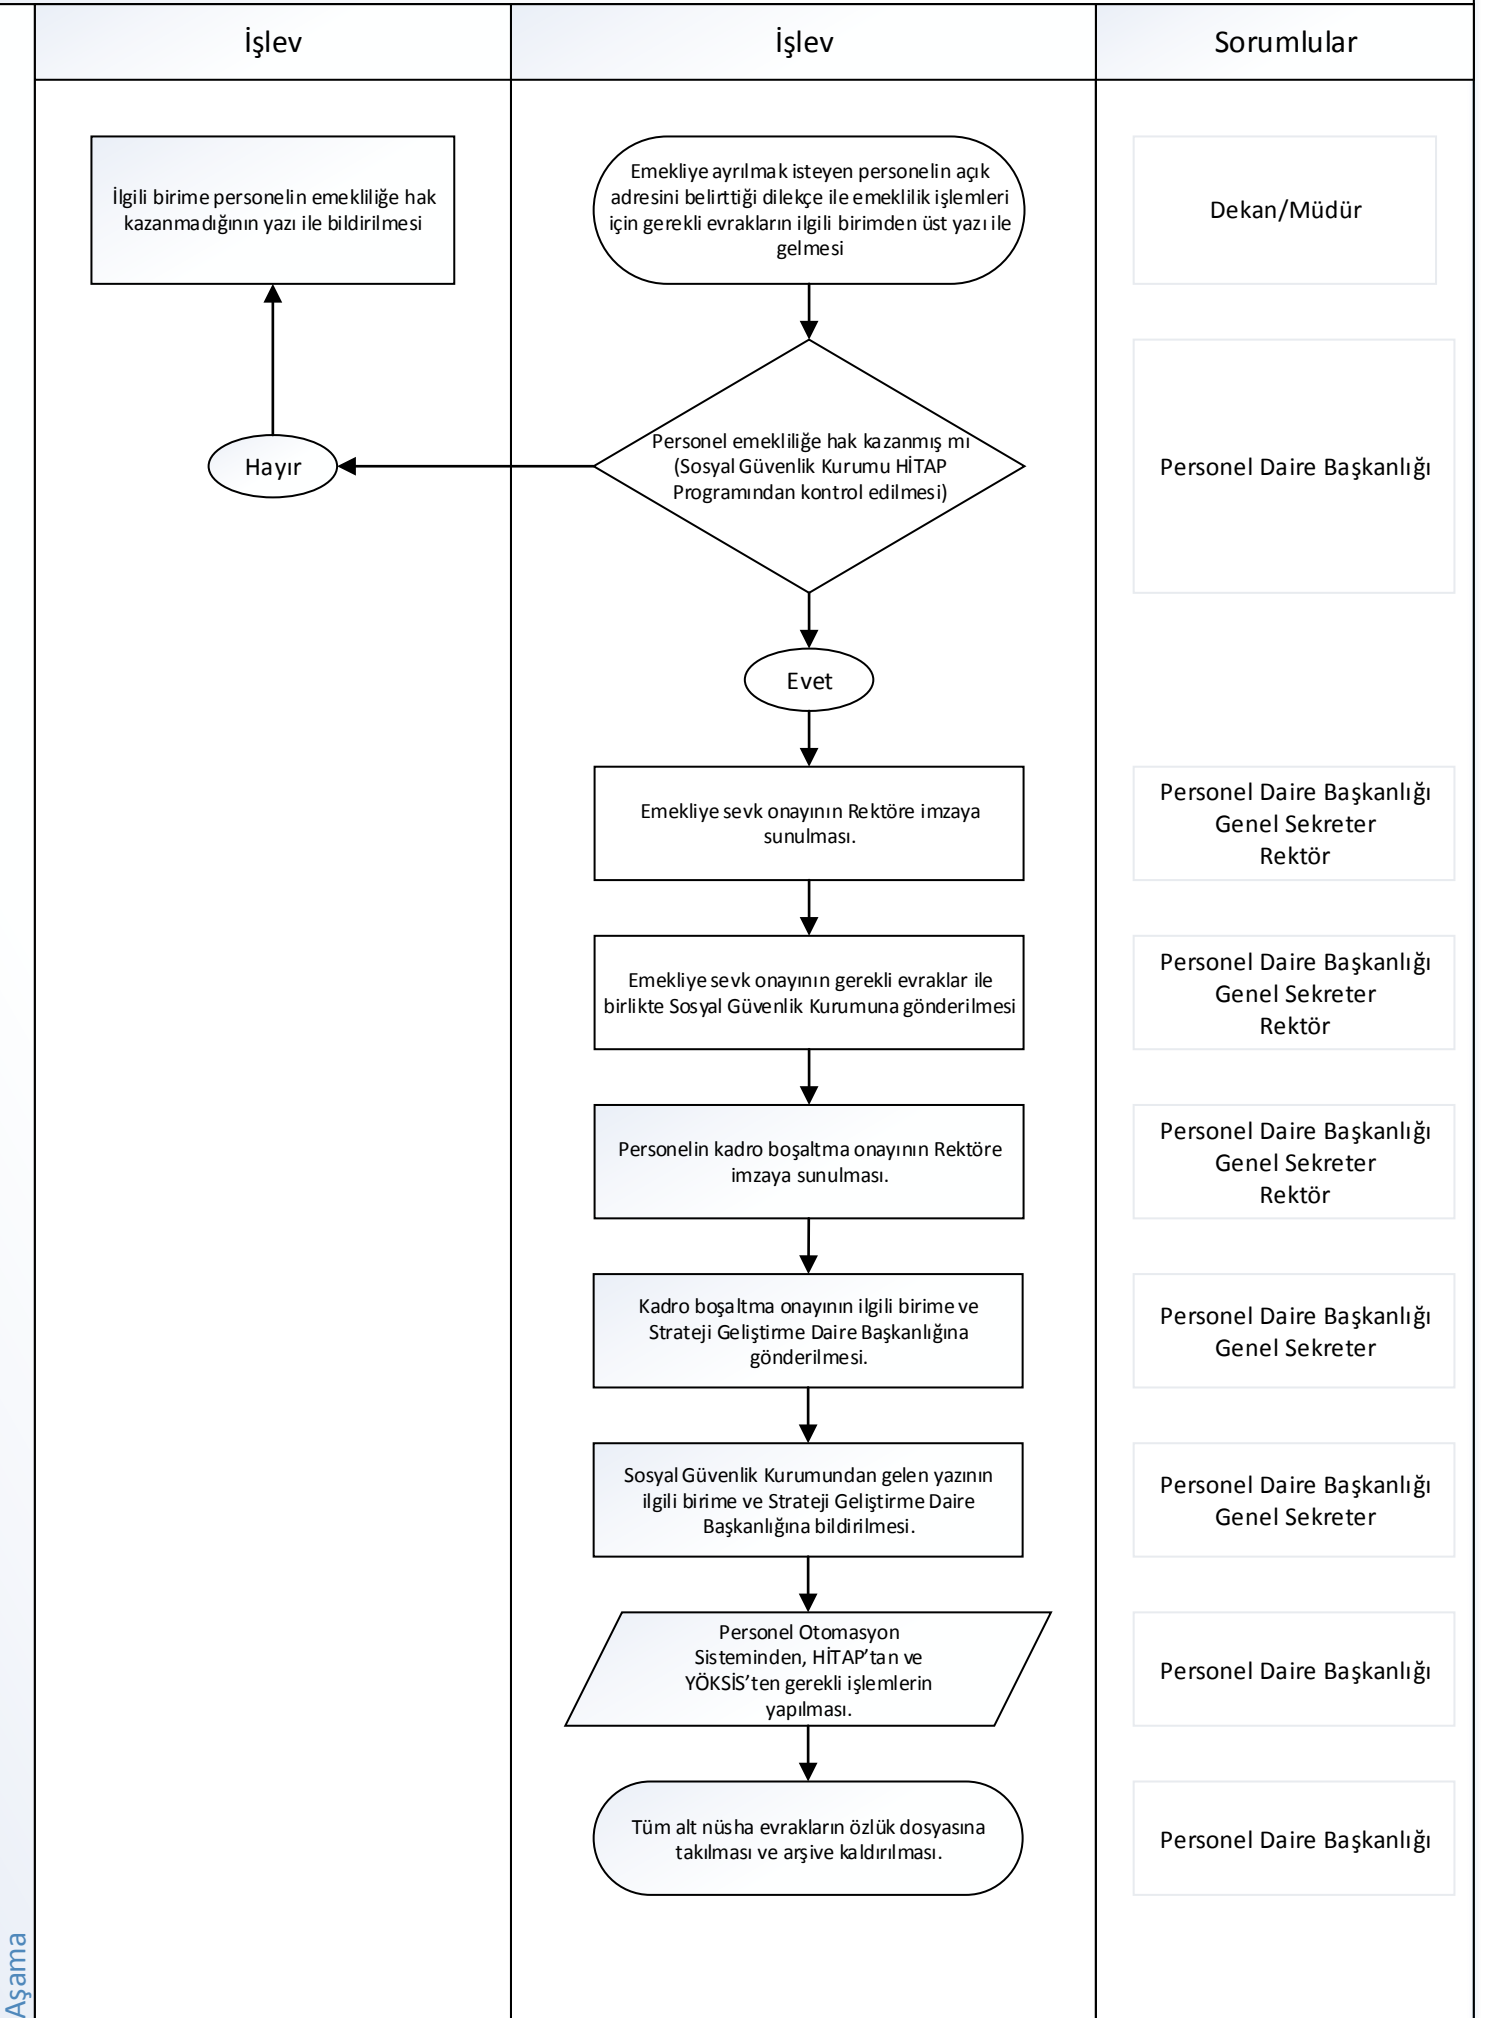 İşlev
İşlev
Sorumlular
İlgili birime personelin emekliliğe hak
kazanmadığının yazı ile bildirilmesi
Emekliye ayrılmak isteyen personelin açık
adresini belirttiği dilekçe ile emeklilik işlemleri
için gerekli evrakların ilgili birimden üst yazı ile
gelmesi
Dekan/Müdür
Hayır
Personel emekliliğe hak kazanmış mı
(Sosyal Güvenlik Kurumu HİTAP
Programından kontrol edilmesi)
Personel Daire Başkanlığı
Evet
Emekliye sevk onayının Rektöre imzaya
sunulması.
Personel Daire Başkanlığı
Genel Sekreter
Rektör
Emekliye sevk onayının gerekli evraklar ile
birlikte Sosyal Güvenlik Kurumuna gönderilmesi
Personel Daire Başkanlığı
Genel Sekreter
Rektör
Personelin kadro boşaltma onayının Rektöre
imzaya sunulması.
Personel Daire Başkanlığı
Genel Sekreter
Rektör
Kadro boşaltma onayının ilgili birime ve
Strateji Geliştirme Daire Başkanlığına
gönderilmesi.
Personel Daire Başkanlığı
Genel Sekreter
Sosyal Güvenlik Kurumundan gelen yazının
ilgili birime ve Strateji Geliştirme Daire
Başkanlığına bildirilmesi.
Personel Daire Başkanlığı
Genel Sekreter
Personel Otomasyon
Sisteminden, HİTAP’tan ve
YÖKSİS’ten gerekli işlemlerin
yapılması.
Personel Daire Başkanlığı
Tüm alt nüsha evrakların özlük dosyasına
takılması ve arşive kaldırılması.
Personel Daire Başkanlığı
Aşama